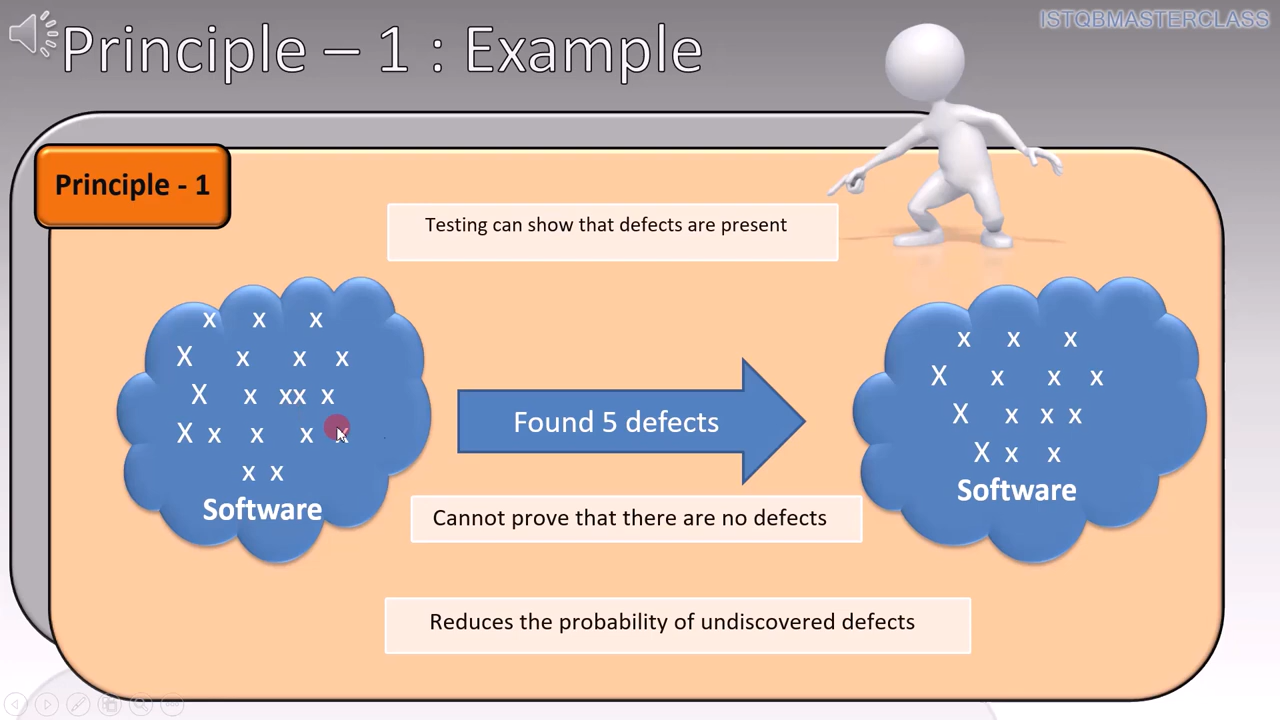 ISTQBMASTERCLASS
Principle – 1 : Example
Principle - 1
Testing can show that defects are present
x x x
X x x x
X x xx x
X x x x x
x x
Software
Found 5 defects
x x x
X x x x
X x x x
X x x
Software
Cannot prove that there are no defects
Reduces the probability of undiscovered defects